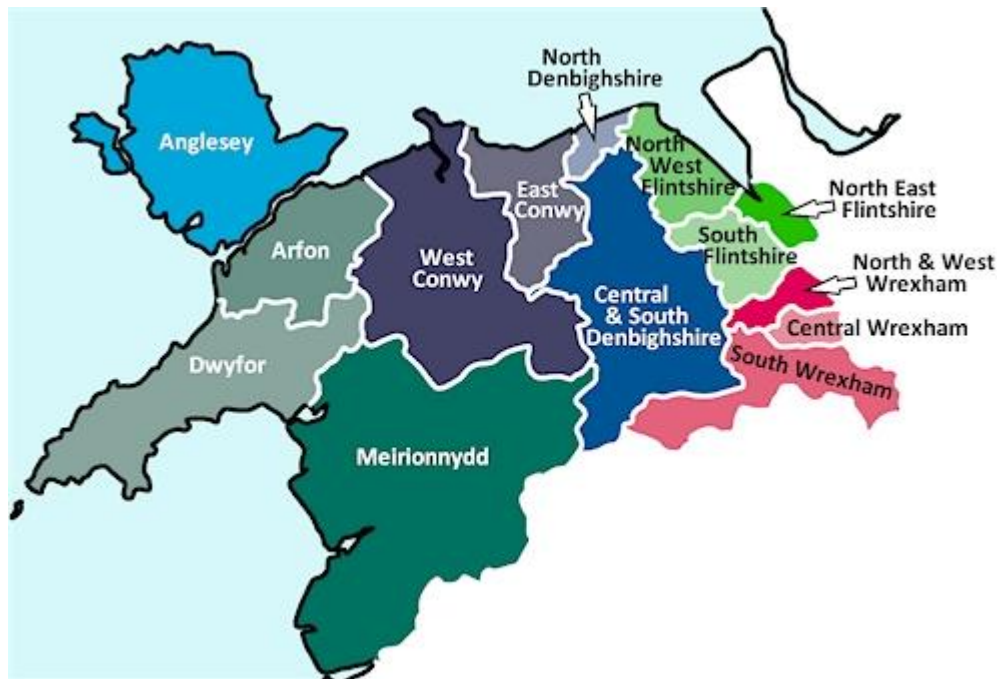 North
Denbighshire
Anglesey
North
West
Flintshire
North East
Flintshire
East
Conwy
Arfon
West
Conwy
South
Flintshire
North & West
Wrexham
Central
& South
Denbighshire
Central Wrexham
Dwyfor
South Wrexham
Meirionnydd